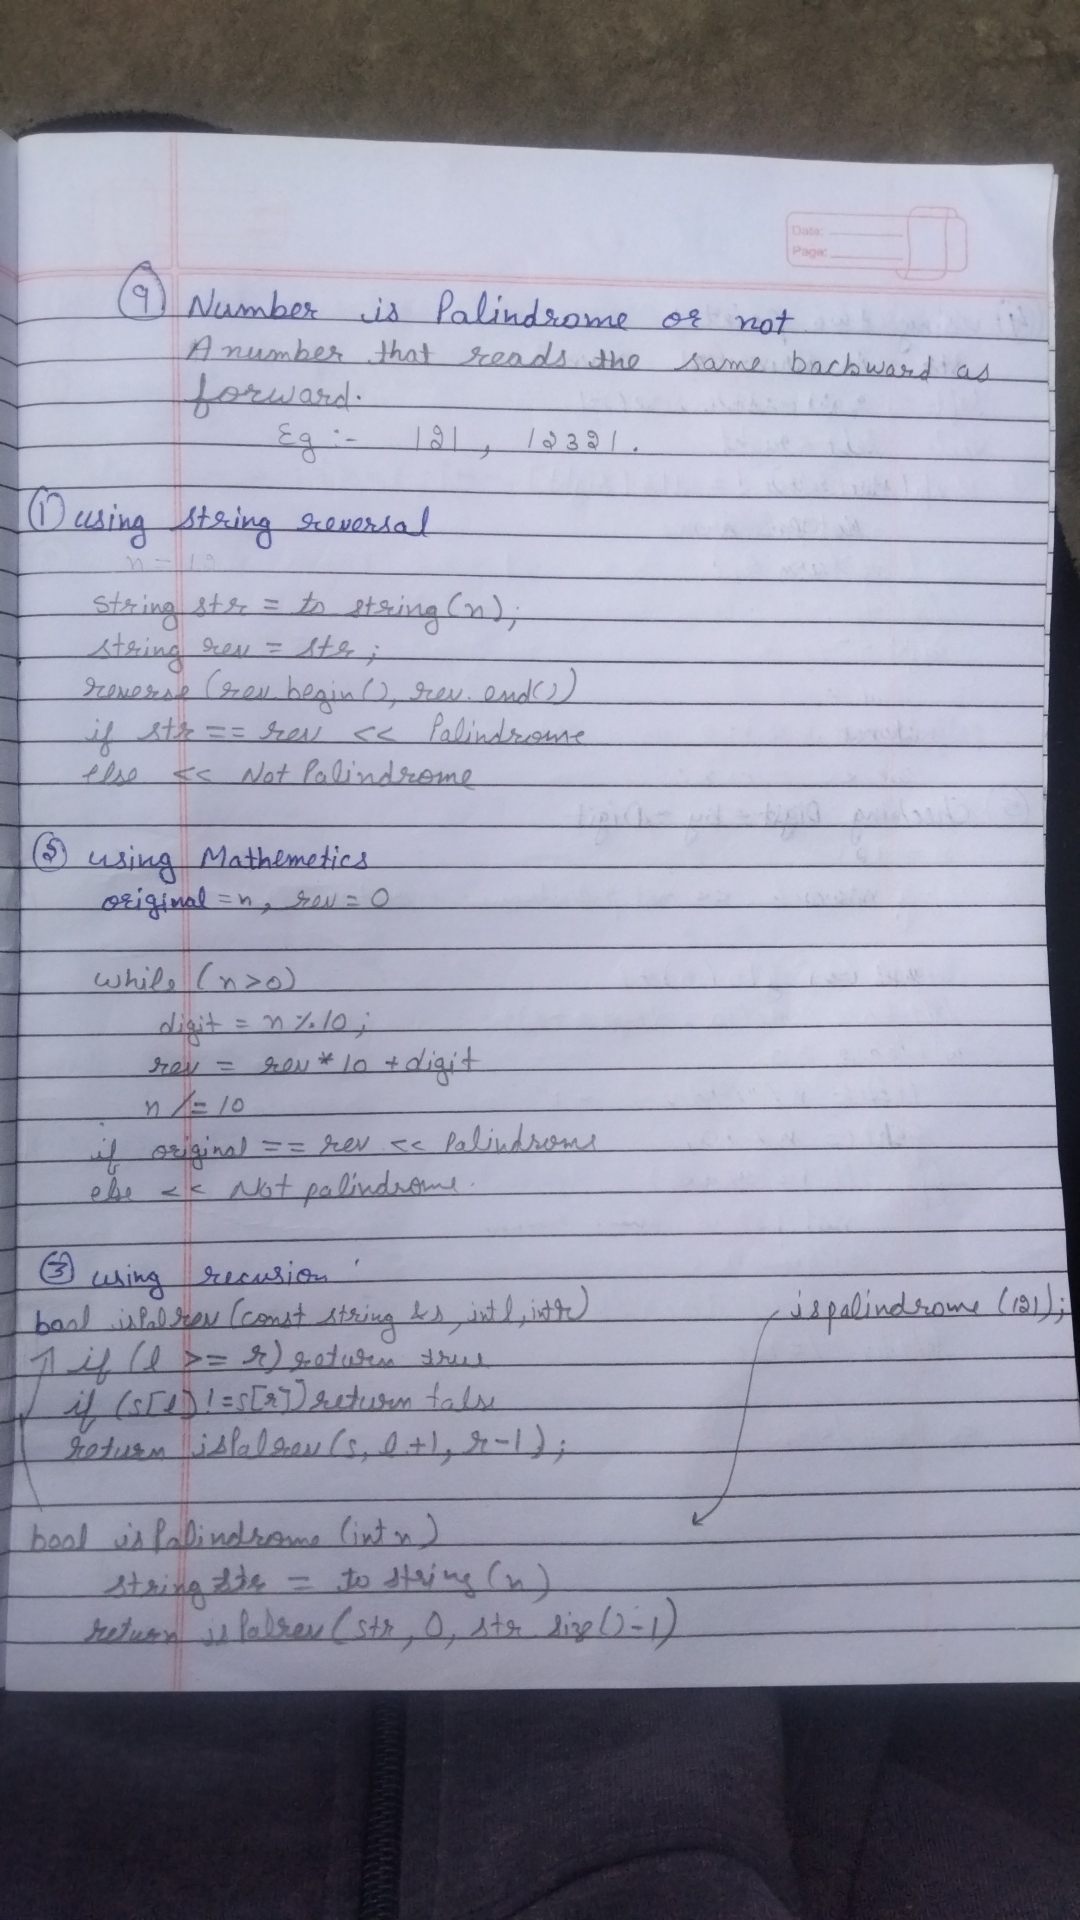 Date:
Page:
9 Number is Palindrome or not
A number that reads the same backward as
forward.
Eg :- 121, 12321.
① using string reversal
n = 12
string str = to string(n);
string rev = str;
reverse (rev.begin(), rev.end())
if str == rev << Palindrome
else << Not Palindrome
② using Mathemetics
original = n, rev = 0
while (n>0)
digit = n % 10;
rev = rev * 10 + digit
n /= 10
if original == rev << Palindrome
else << Not palindrome.
③ using recusion
bool isPalrev (const string &s, int l, int r)
ispalindrome (121);
if (l >= r) return true
if (s[l] != s[r]) return false
return isPalrev (s, l+1, r-1);
bool isPalindrome (int n)
string str = to string (n)
return isPalrev (str, 0, str size()-1)